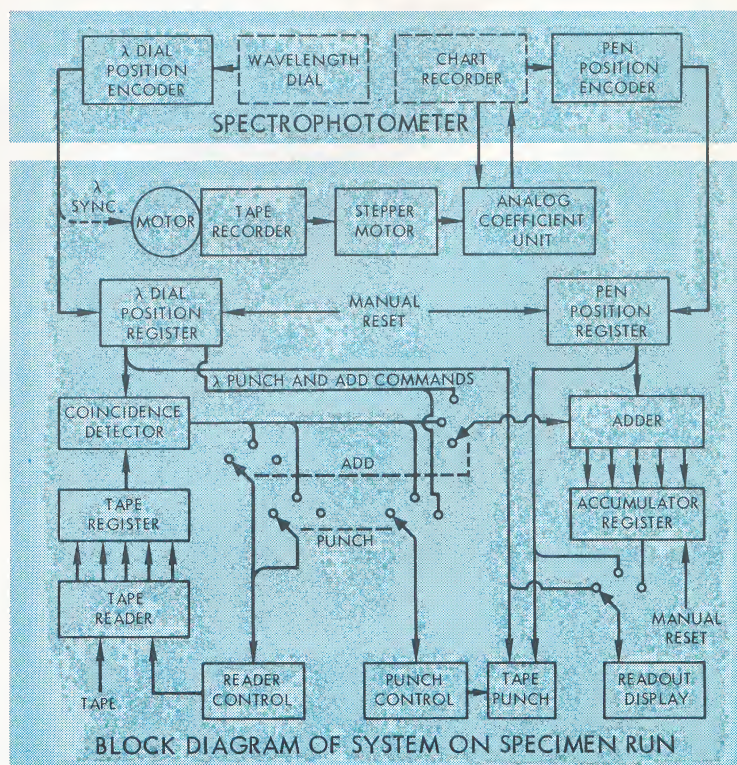 λ DIAL
POSITION
ENCODER
WAVELENGTH
DIAL
CHART
RECORDER
PEN
POSITION
ENCODER
SPECTROPHOTOMETER
λ
SYNC.
MOTOR
TAPE
RECORDER
STEPPER
MOTOR
ANALOG
COEFFICIENT
UNIT
λ DIAL
POSITION
REGISTER
MANUAL
RESET
PEN
POSITION
REGISTER
λ PUNCH AND ADD COMMANDS
COINCIDENCE
DETECTOR
ADDER
ADD
TAPE
REGISTER
ACCUMULATOR
REGISTER
PUNCH
TAPE
READER
MANUAL
RESET
TAPE
READER
CONTROL
PUNCH
CONTROL
TAPE
PUNCH
READOUT
DISPLAY
BLOCK DIAGRAM OF SYSTEM ON SPECIMEN RUN